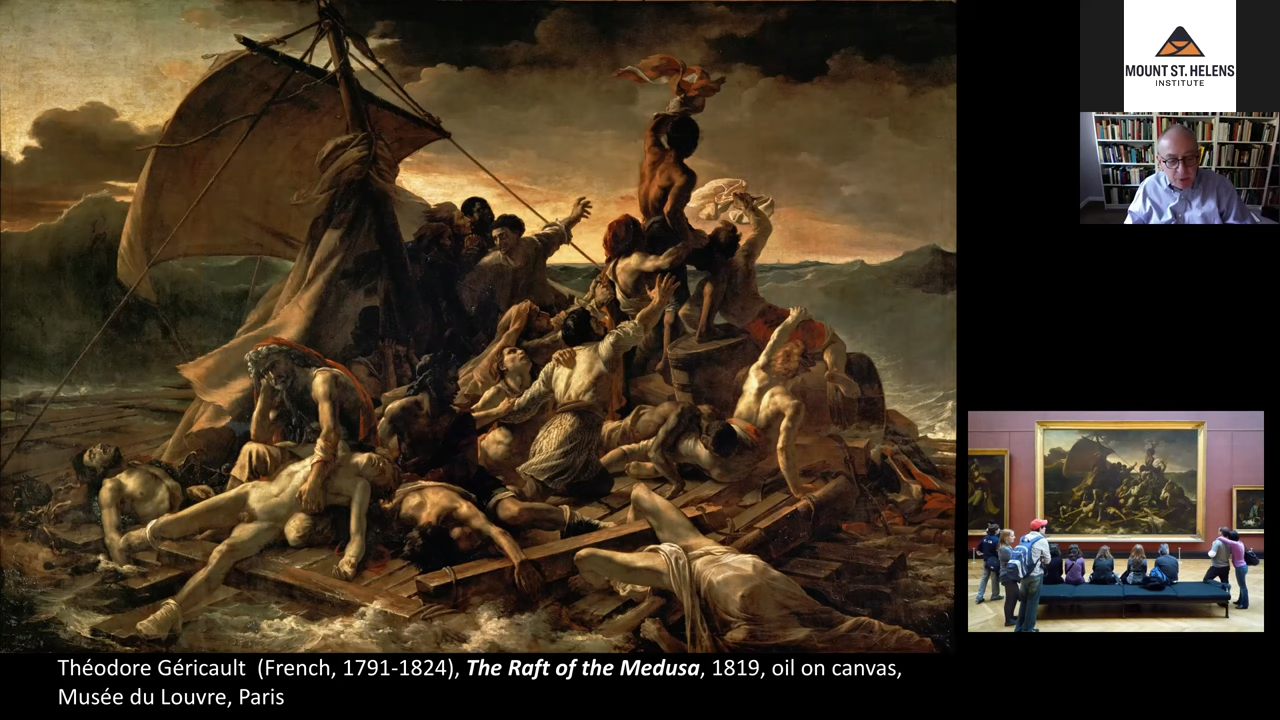 MOUNT ST. HELENS
INSTITUTE
Théodore Géricault  (French, 1791-1824), The Raft of the Medusa, 1819, oil on canvas,
Musée du Louvre, Paris